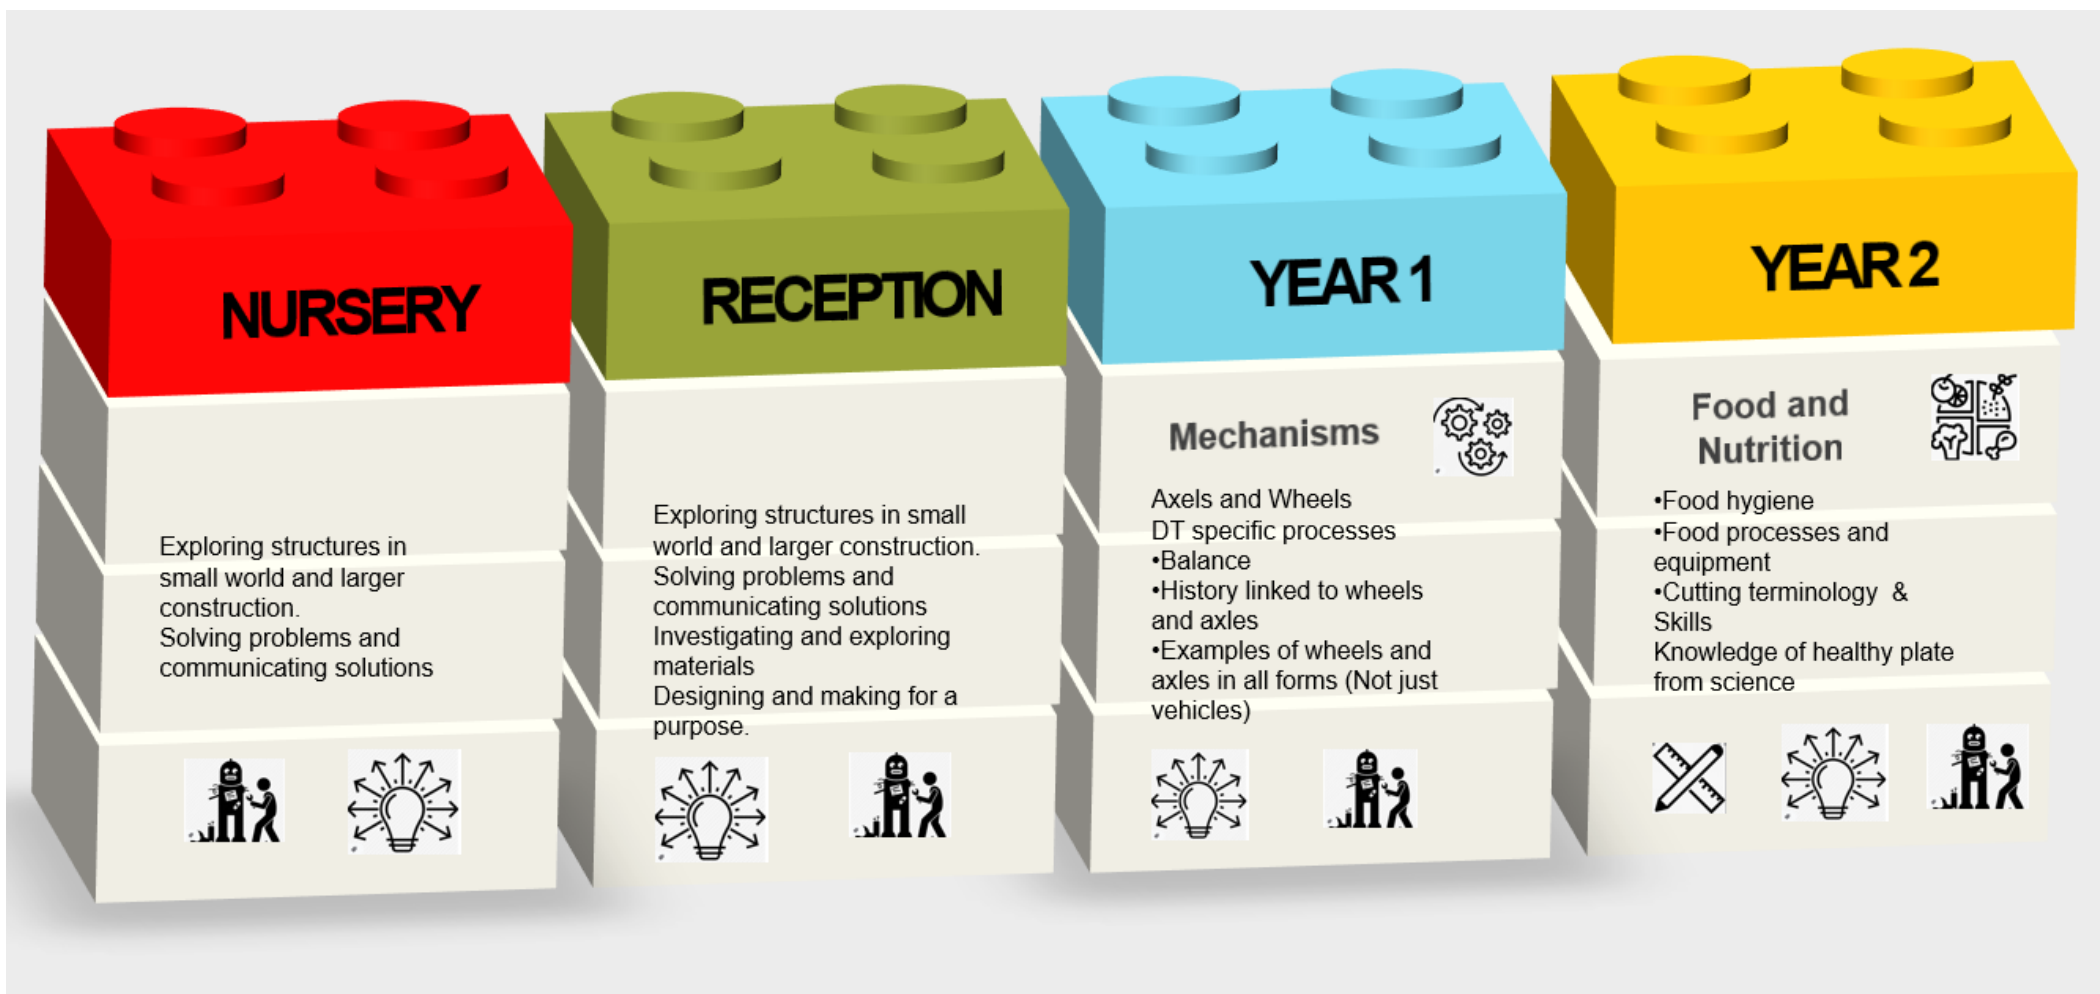 NURSERY
Exploring structures in
small world and larger
construction.
Solving problems and
communicating solutions
RECEPTION
Exploring structures in small
world and larger construction.
Solving problems and
communicating solutions
Investigating and exploring
materials
Designing and making for a
purpose.
YEAR 1
Mechanisms
Axels and Wheels
DT specific processes
•Balance
•History linked to wheels
and axles
•Examples of wheels and
axles in all forms (Not just
vehicles)
YEAR 2
Food and
Nutrition
•Food hygiene
•Food processes and
equipment
•Cutting terminology  &
Skills
Knowledge of healthy plate
from science